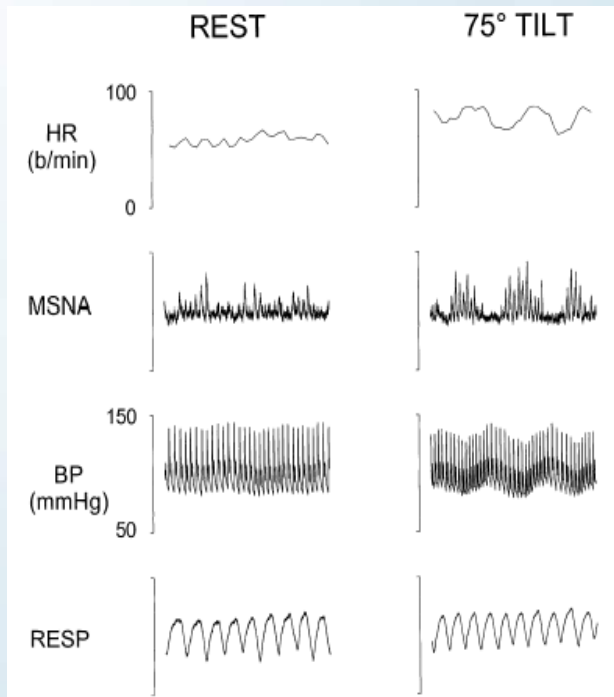 REST 75° TILT
100
HR
(b/min)
0
MSNA
150
BP
(mmHg)
50
RESP